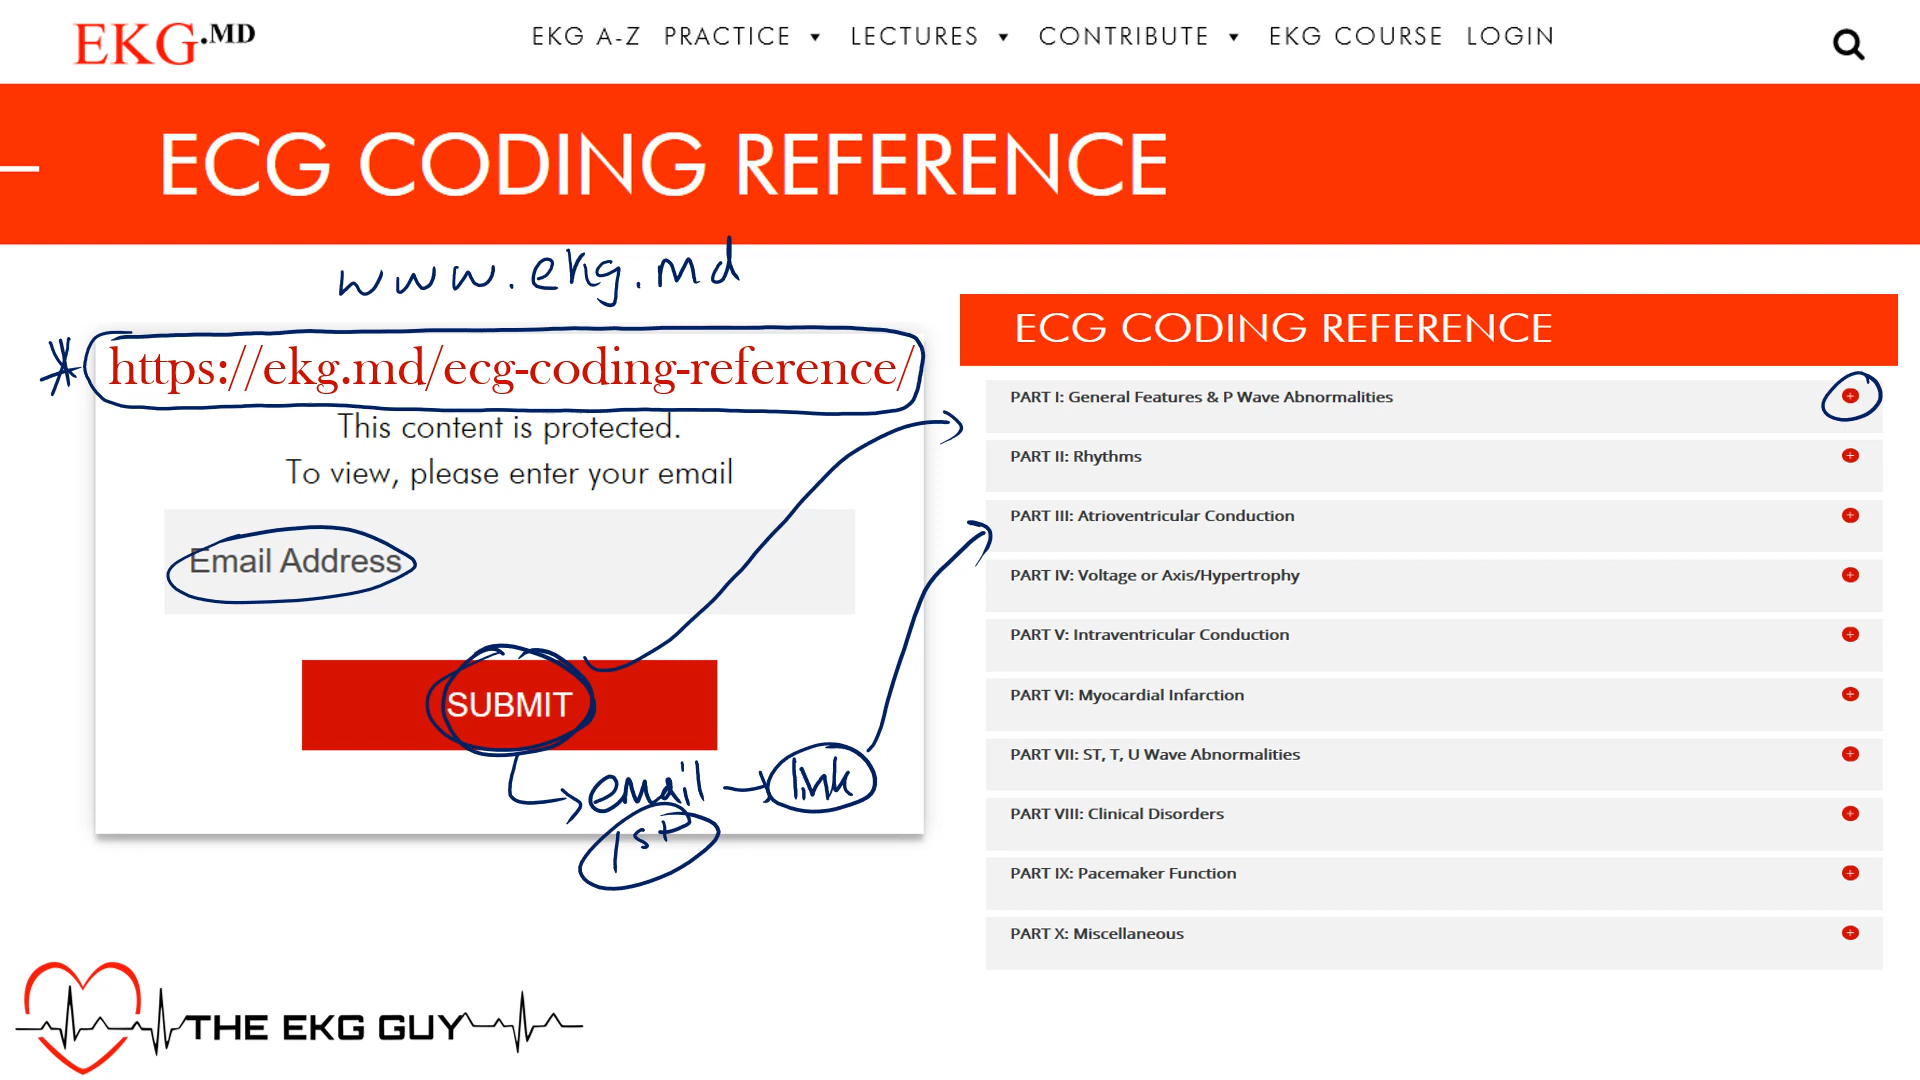 EKG.MD
EKG A-Z PRACTICE LECTURES CONTRIBUTE EKG COURSE LOGIN
ECG CODING REFERENCE
www.ekg.md
* https://ekg.md/ecg-coding-reference/
This content is protected.
To view, please enter your email
Email Address
SUBMIT
email → link
1st
ECG CODING REFERENCE
PART I: General Features & P Wave Abnormalities
PART II: Rhythms
PART III: Atrioventricular Conduction
PART IV: Voltage or Axis/Hypertrophy
PART V: Intraventricular Conduction
PART VI: Myocardial Infarction
PART VII: ST, T, U Wave Abnormalities
PART VIII: Clinical Disorders
PART IX: Pacemaker Function
PART X: Miscellaneous
THE EKG GUY